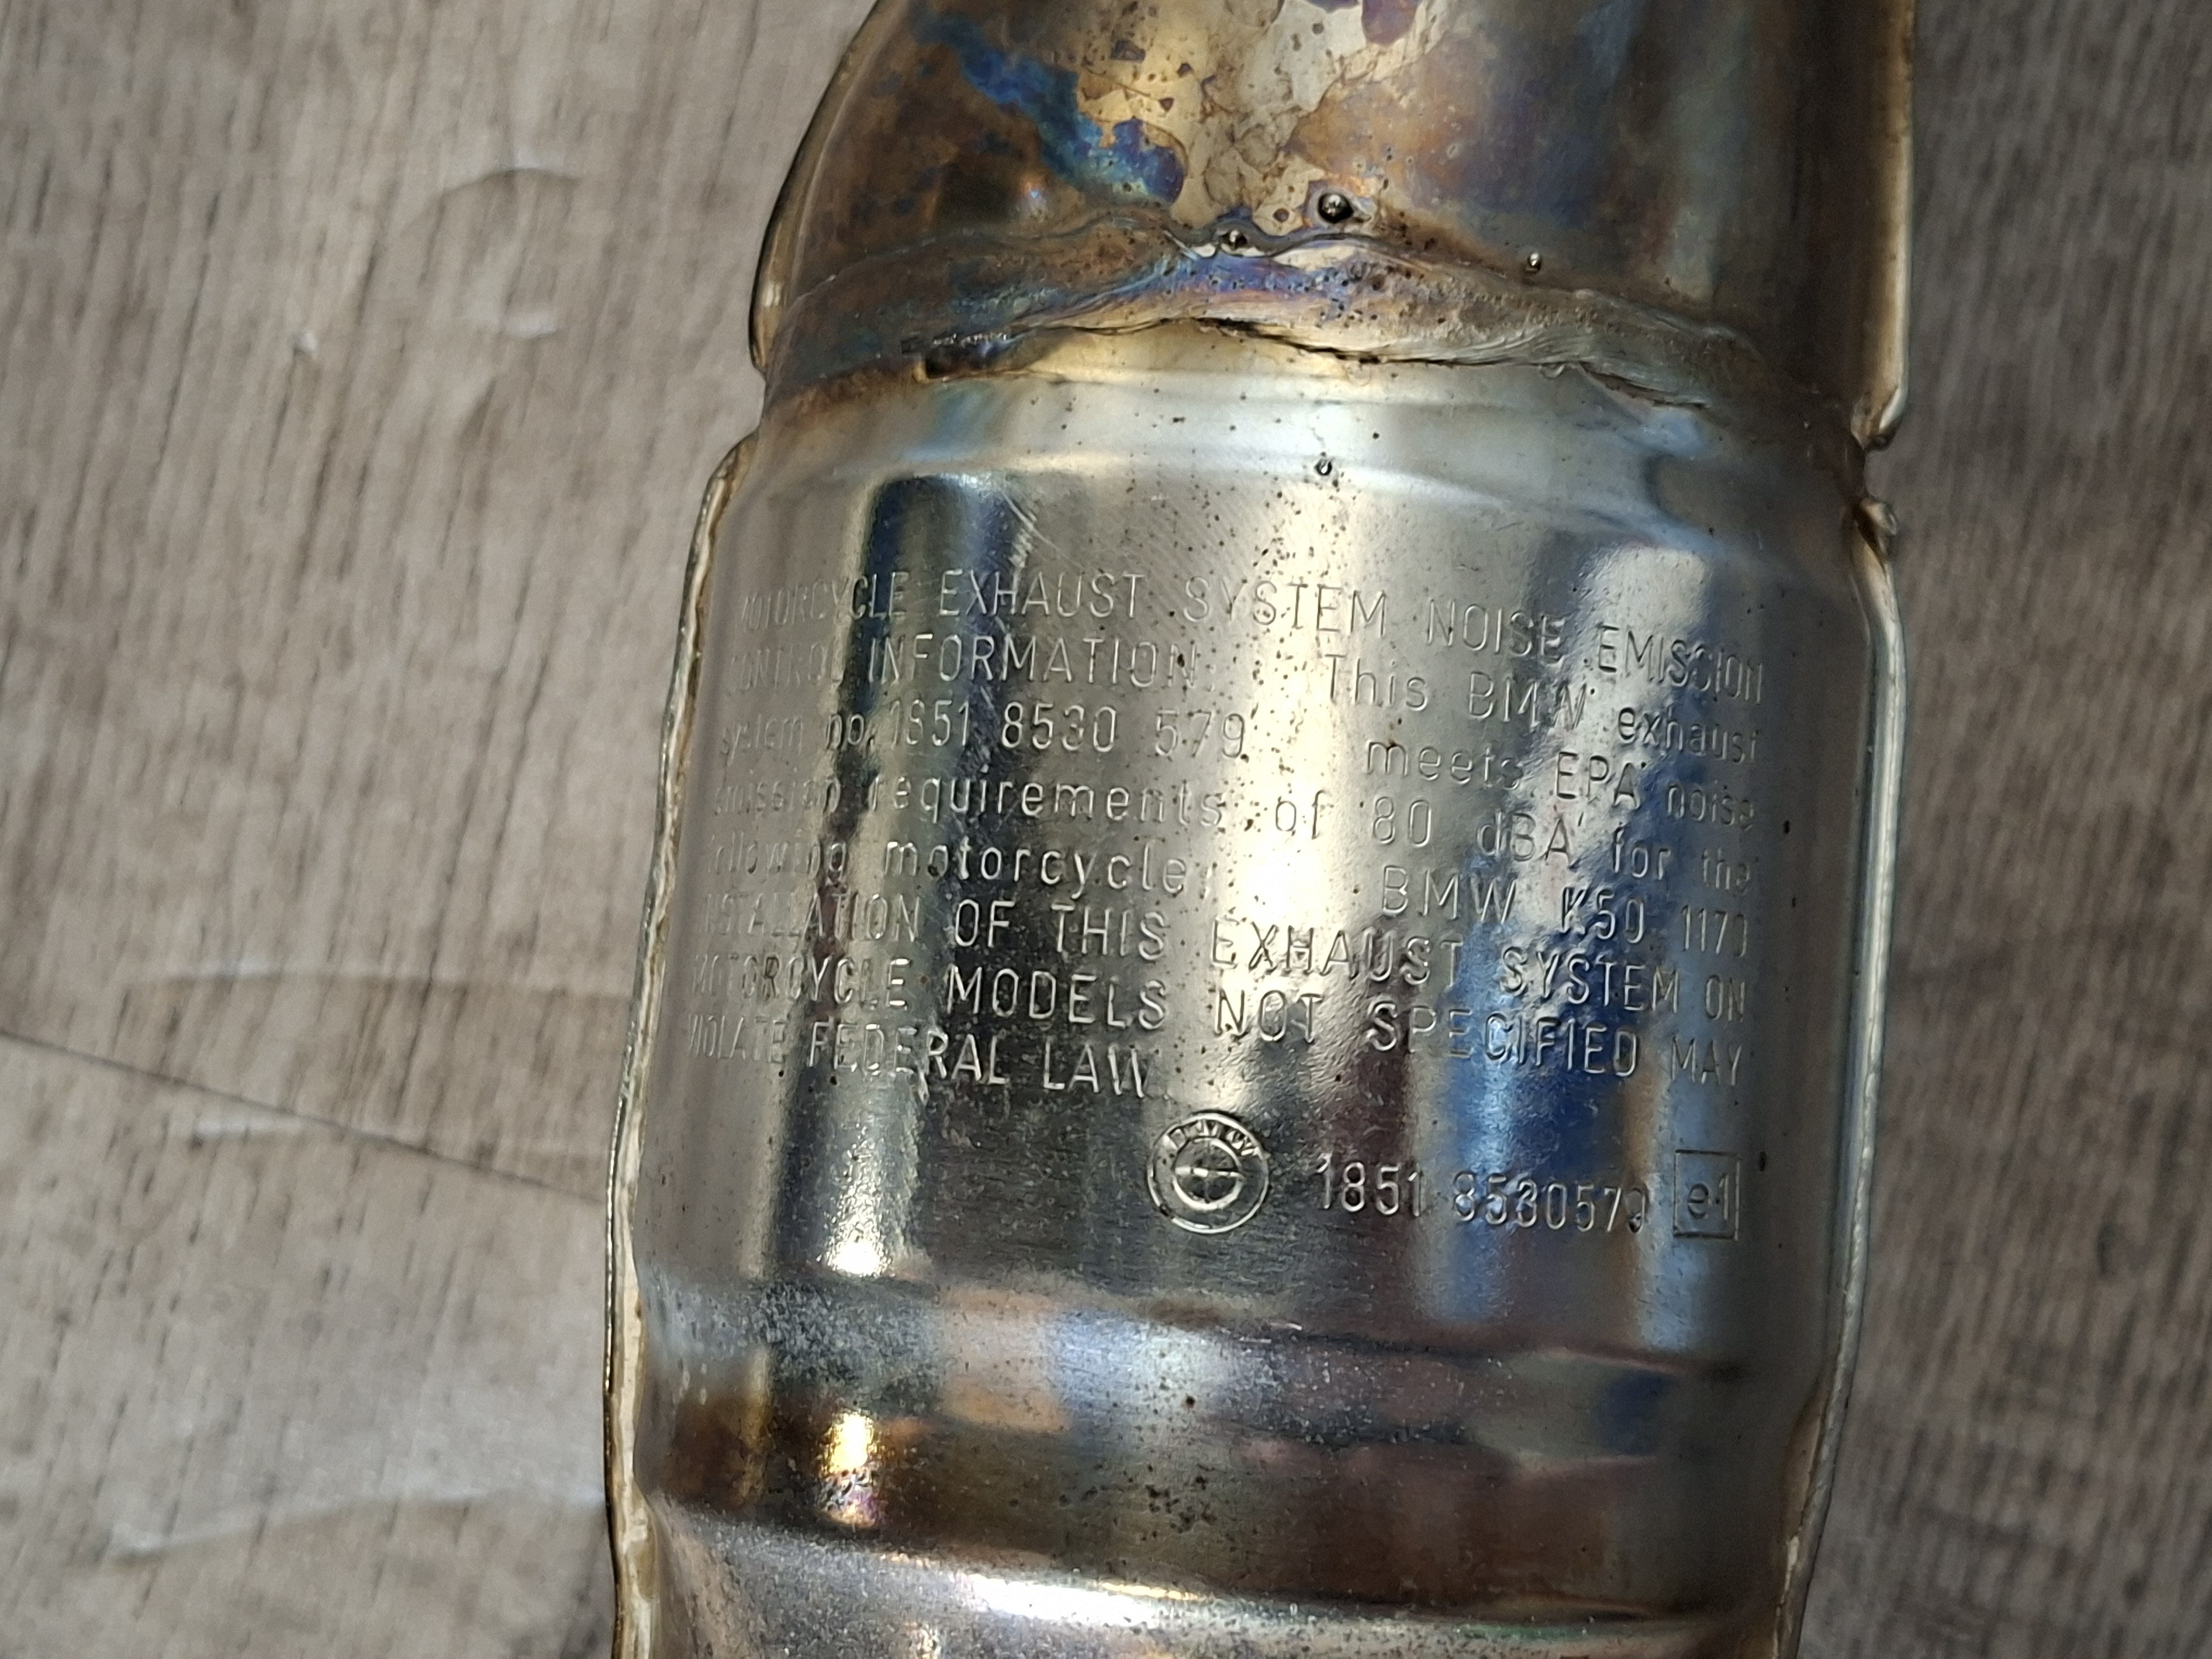 MOTORCYCLE EXHAUST SYSTEM NOISE EMISSION
CONTROL INFORMATION. This BMW exhaust
system no. 1851 8530 579 meets EPA noise
emission requirements of 80 dBA for the
following motorcycle: BMW K50 1170
INSTALLATION OF THIS EXHAUST SYSTEM ON
MOTORCYCLE MODELS NOT SPECIFIED MAY
VIOLATE FEDERAL LAW.
BMW 1851 8530579 e1